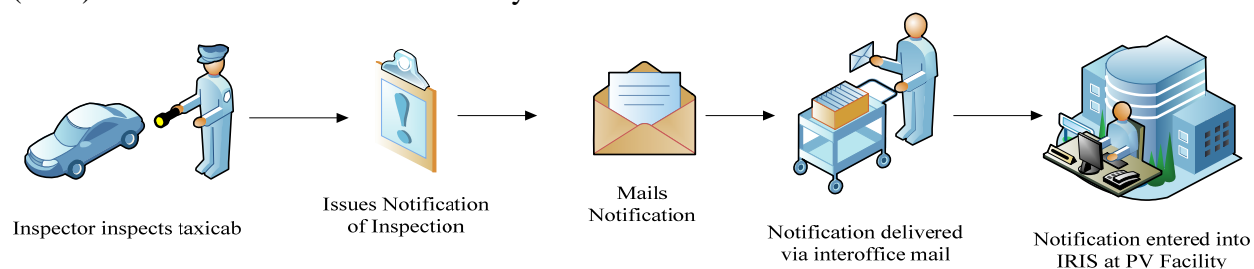 Inspector inspects taxicab
Issues Notification
of Inspection
Mails
Notification
Notification delivered
via interoffice mail
Notification entered into
IRIS at PV Facility